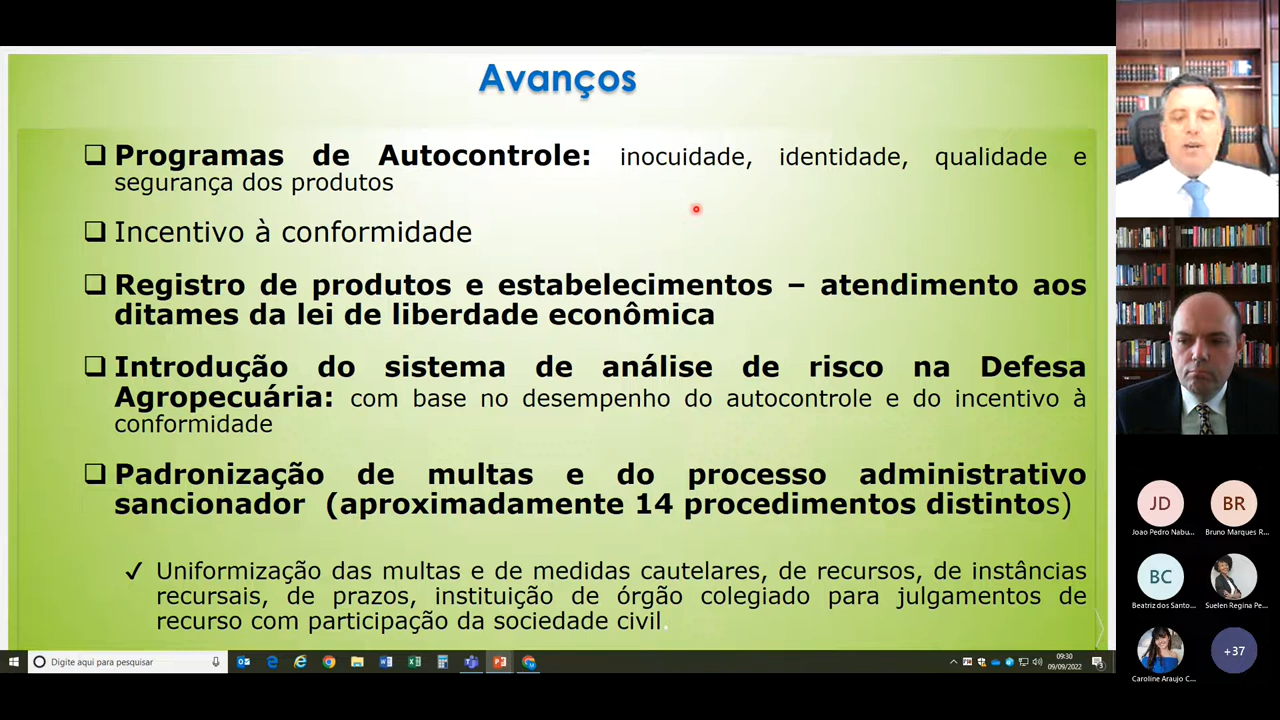 Avanços
❑ Programas de Autocontrole: inocuidade, identidade, qualidade e
segurança dos produtos
❑ Incentivo à conformidade
❑ Registro de produtos e estabelecimentos – atendimento aos
ditames da lei de liberdade econômica
❑ Introdução do sistema de análise de risco na Defesa
Agropecuária: com base no desempenho do autocontrole e do incentivo à
conformidade
❑ Padronização de multas e do processo administrativo
sancionador (aproximadamente 14 procedimentos distintos)
✓ Uniformização das multas e de medidas cautelares, de recursos, de instâncias
recursais, de prazos, instituição de órgão colegiado para julgamentos de
recurso com participação da sociedade civil.
Digite aqui para pesquisar
09:30
09/09/2022
JD
Joao Pedro Nabu...
BR
Bruno Marques R...
BC
Beatriz dos Santo...
Suelen Regina Pe...
Caroline Araujo C...
+37